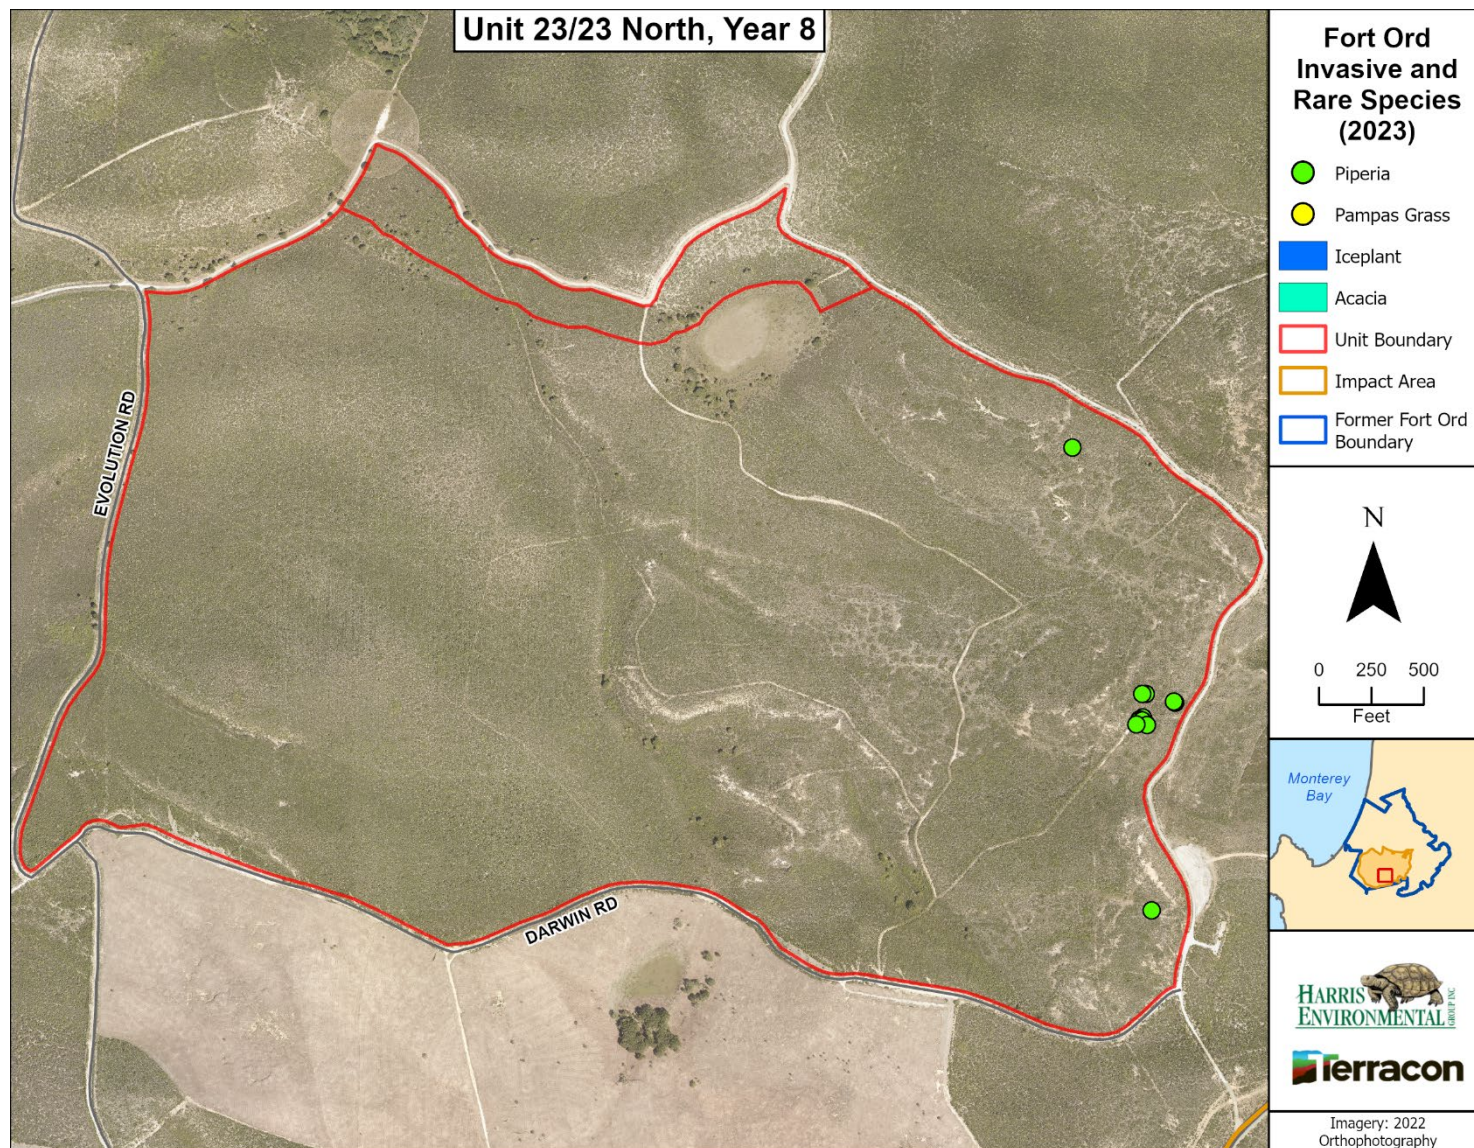 Unit 23/23 North, Year 8
EVOLUTION RD
DARWIN RD
Fort Ord
Invasive and
Rare Species
(2023)
Piperia
Pampas Grass
Iceplant
Acacia
Unit Boundary
Impact Area
Former Fort Ord
Boundary
N
0 250 500
Feet
Monterey
Bay
HARRIS
ENVIRONMENTAL
GROUP INC
Terracon
Imagery: 2022
Orthophotography